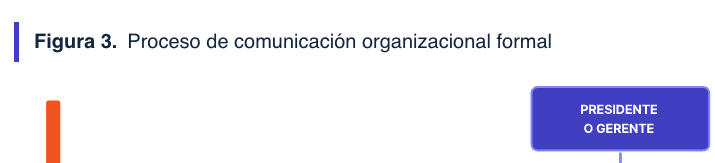 Figura 3. Proceso de comunicación organizacional formal
PRESIDENTE
O GERENTE